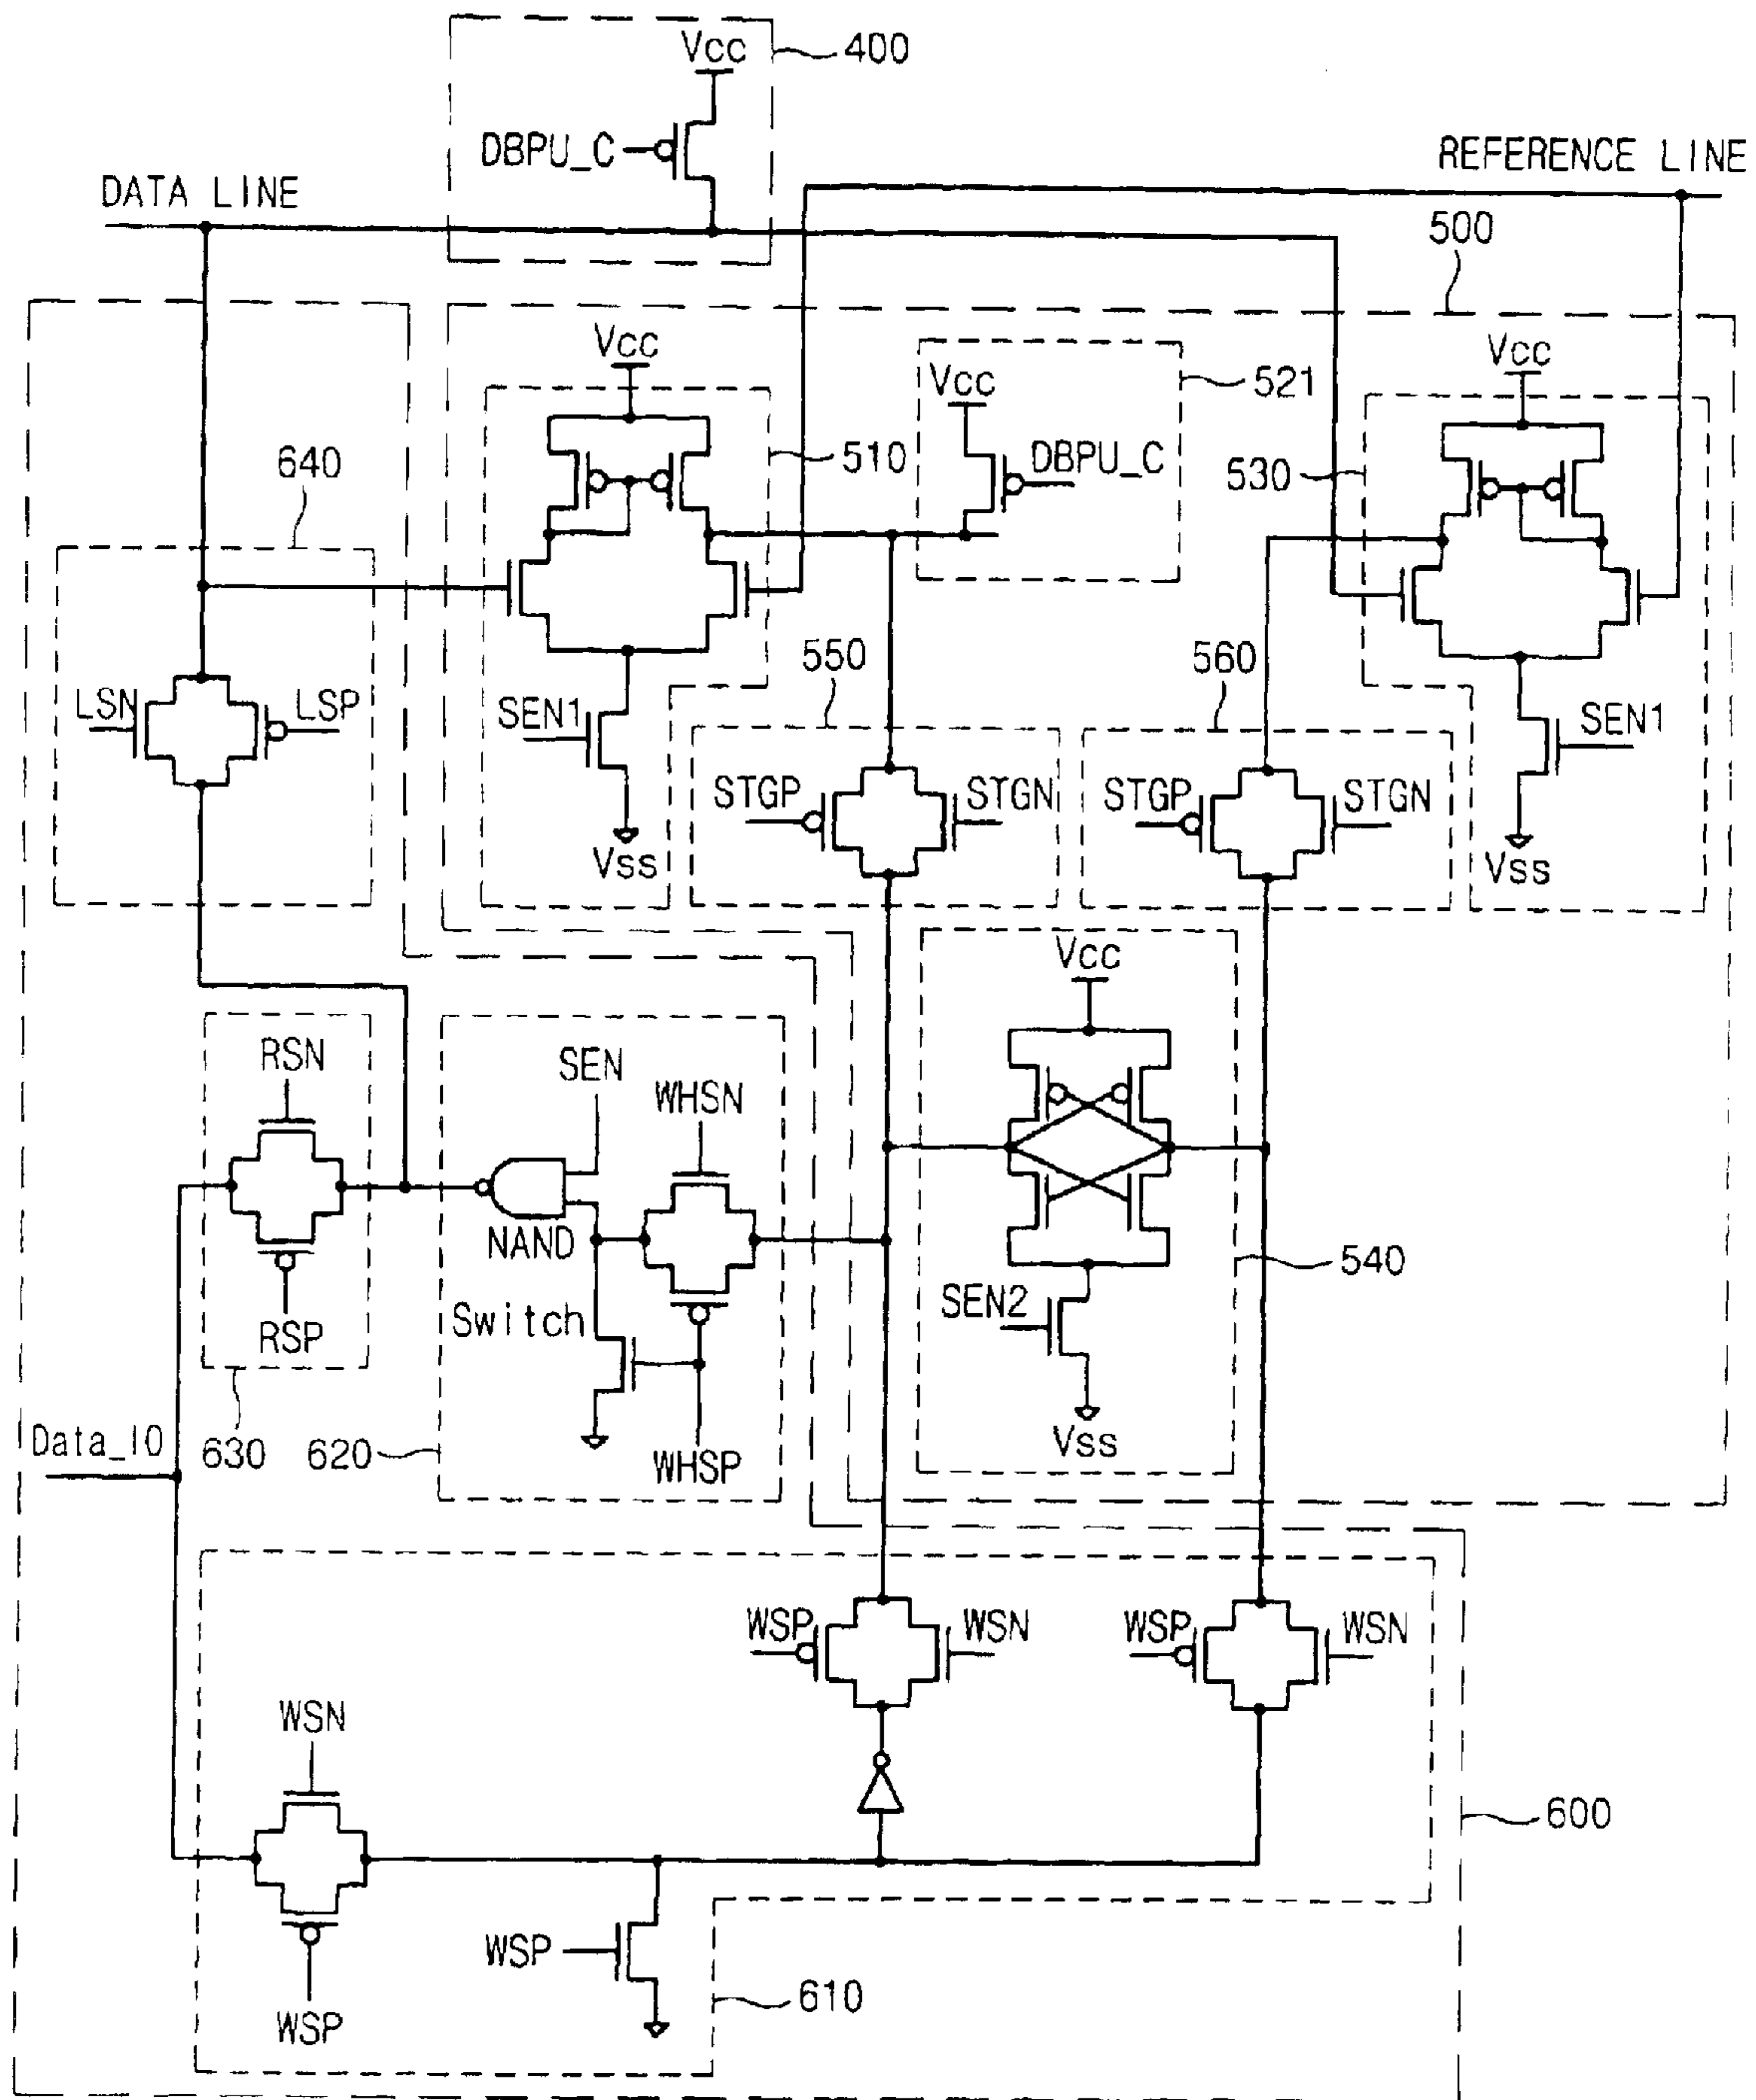 Vcc
400
DBPU_C
REFERENCE LINE
DATA LINE
500
Vcc
Vcc
Vcc
521
640
510
DBPU_C
530
550
560
LSN
LSP
SEN1
SEN1
STGP
STGN
STGP
STGN
Vss
Vss
Vcc
RSN
SEN
WHSN
NAND
540
SEN2
Switch
RSP
Data_IO
630
620
WHSP
Vss
WSP
WSN
WSP
WSN
WSN
600
WSP
610
WSP